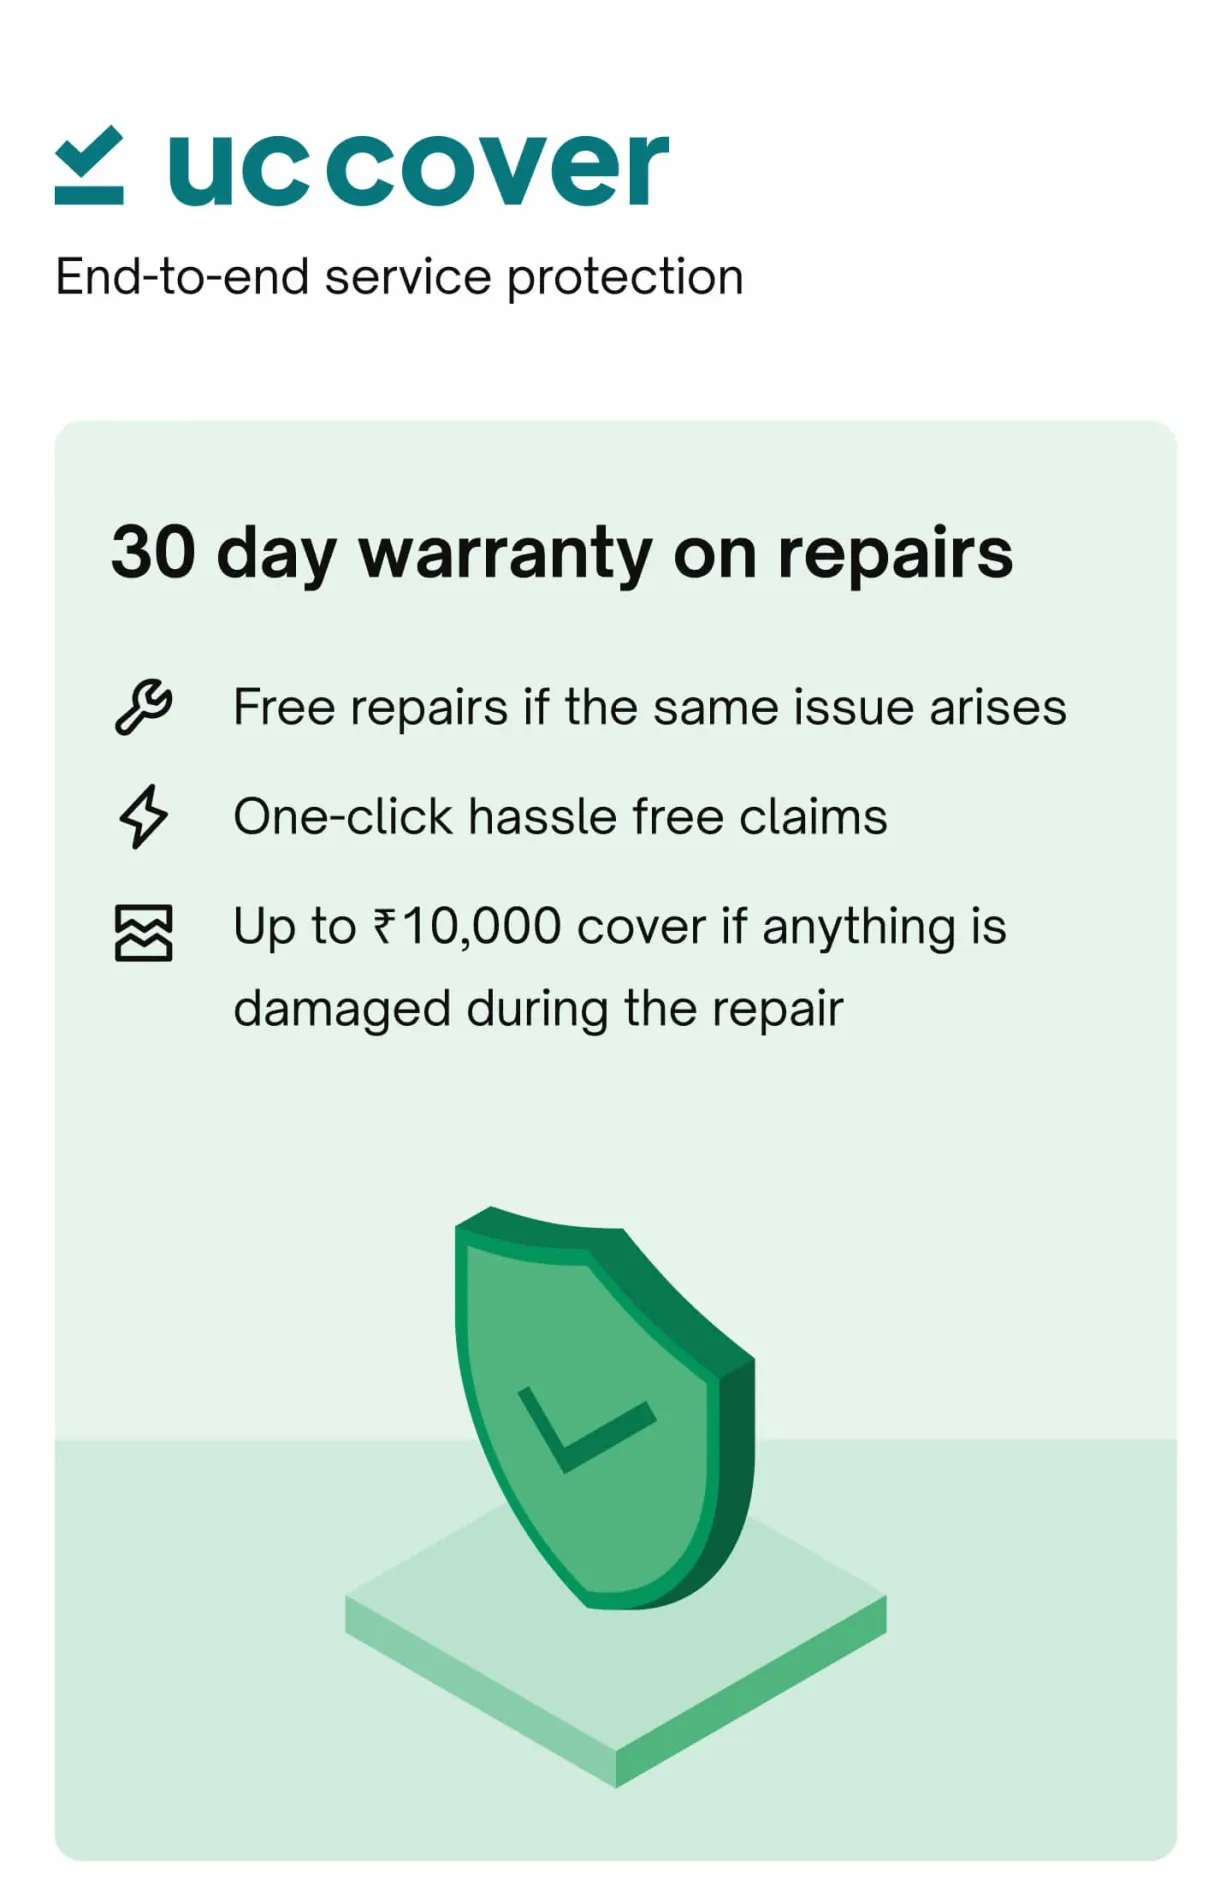 uc cover
End-to-end service protection
30 day warranty on repairs
Free repairs if the same issue arises
One-click hassle free claims
Up to ₹10,000 cover if anything is
damaged during the repair